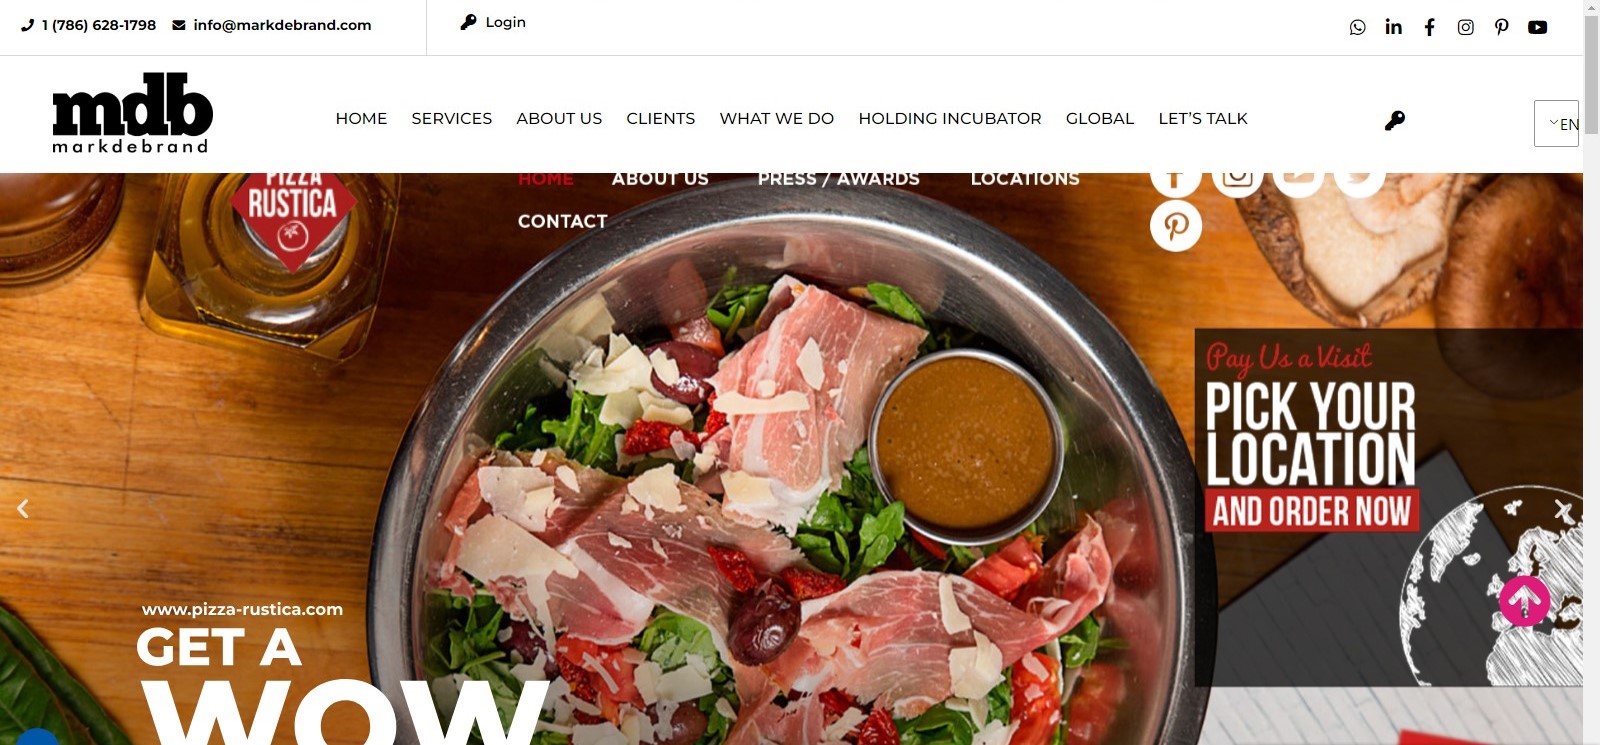 1 (786) 628-1798 info@markdebrand.com Login
mdb
markdebrand
HOME SERVICES ABOUT US CLIENTS WHAT WE DO HOLDING INCUBATOR GLOBAL LET'S TALK
EN
PIZZA
RUSTICA
HOME ABOUT US PRESS / AWARDS LOCATIONS
CONTACT
Pay Us a Visit
PICK YOUR
LOCATION
AND ORDER NOW
www.pizza-rustica.com
GET A
WOW